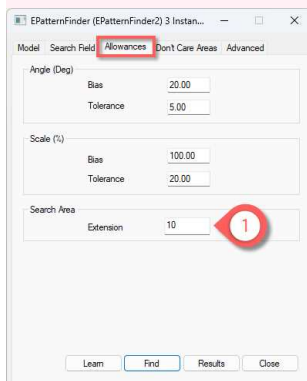 EPatternFinder (EPatternFinder2) 3 Instan...
Model Search Field Allowances Don't Care Areas Advanced
Angle (Deg)
Bias 20.00
Tolerance 5.00
Scale (%)
Bias 100.00
Tolerance 20.00
Search Area
Extension 10 1
Learn Find Results Close